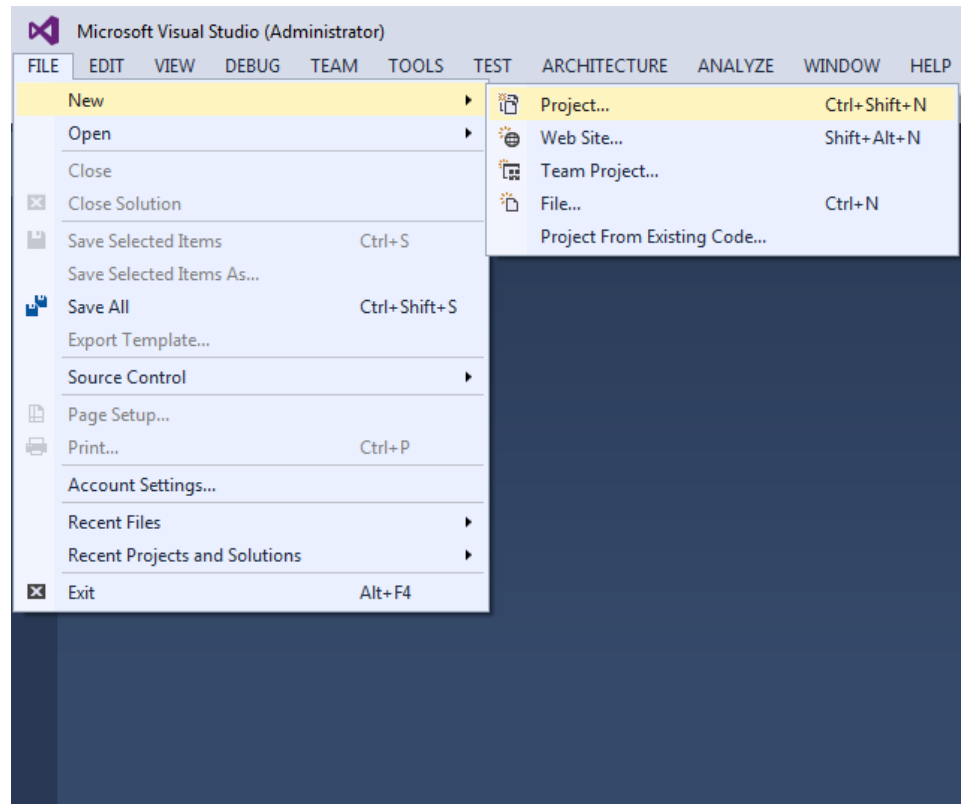 Microsoft Visual Studio (Administrator)
FILE EDIT VIEW DEBUG TEAM TOOLS TEST ARCHITECTURE ANALYZE WINDOW HELP
New
Open
Close
Close Solution
Save Selected Items Ctrl+S
Save Selected Items As...
Save All Ctrl+Shift+S
Export Template...
Source Control
Page Setup...
Print... Ctrl+P
Account Settings...
Recent Files
Recent Projects and Solutions
Exit Alt+F4
Project... Ctrl+Shift+N
Web Site... Shift+Alt+N
Team Project...
File... Ctrl+N
Project From Existing Code...